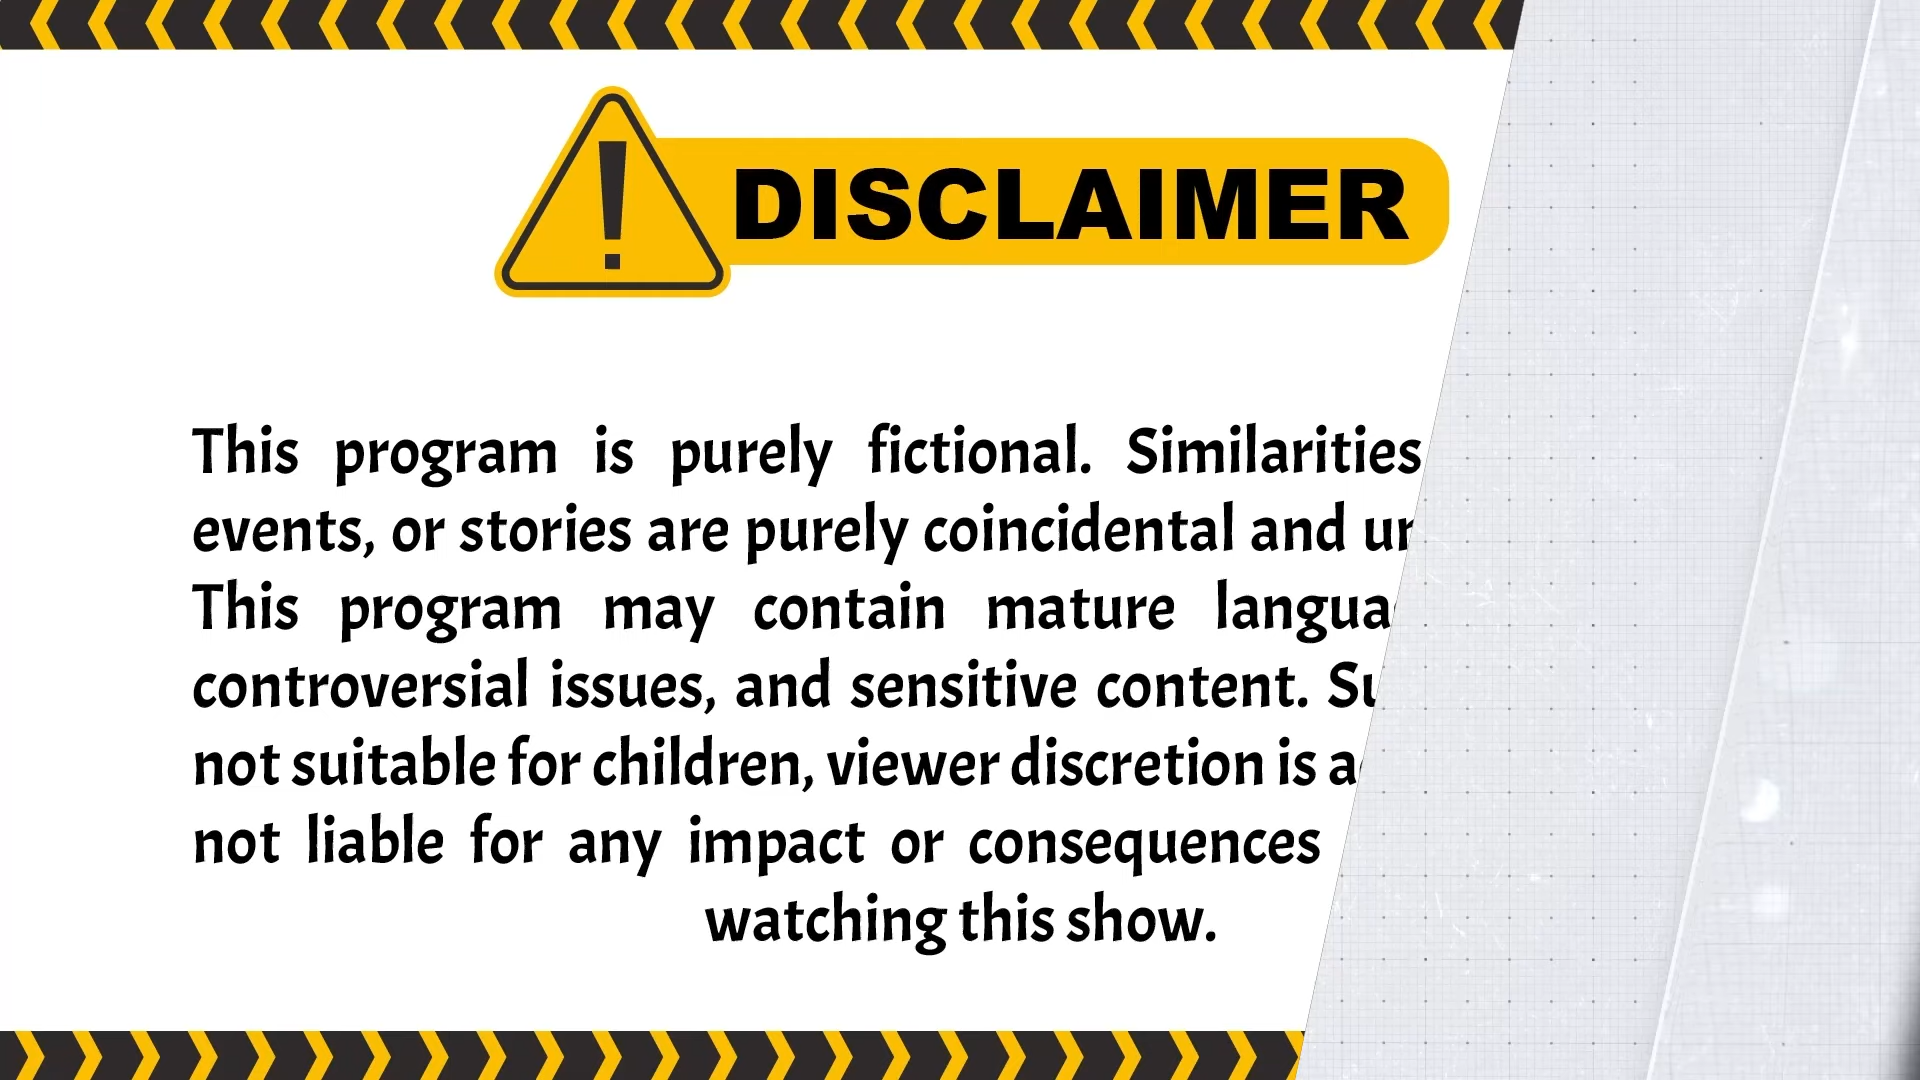 DISCLAIMER
This program is purely fictional. Similarities
events, or stories are purely coincidental and
This program may contain mature
controversial issues, and sensitive content.
not suitable for children, viewer discretion is
not liable for any impact or consequences
watching this show.